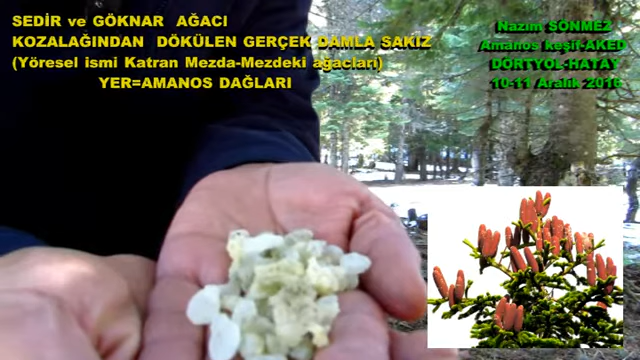 SEDİR ve GÖKNAR AĞACI
KOZALAĞINDAN DÖKÜLEN GERÇEK DAMLA SAKIZ
(Yöresel ismi Katran Mezda-Mezdeki ağacları)
YER=AMANOS DAĞLARI
Nazım SÖNMEZ
Amanos keşif-AKED
DÖRTYOL-HATAY
10-11 Aralık 2016